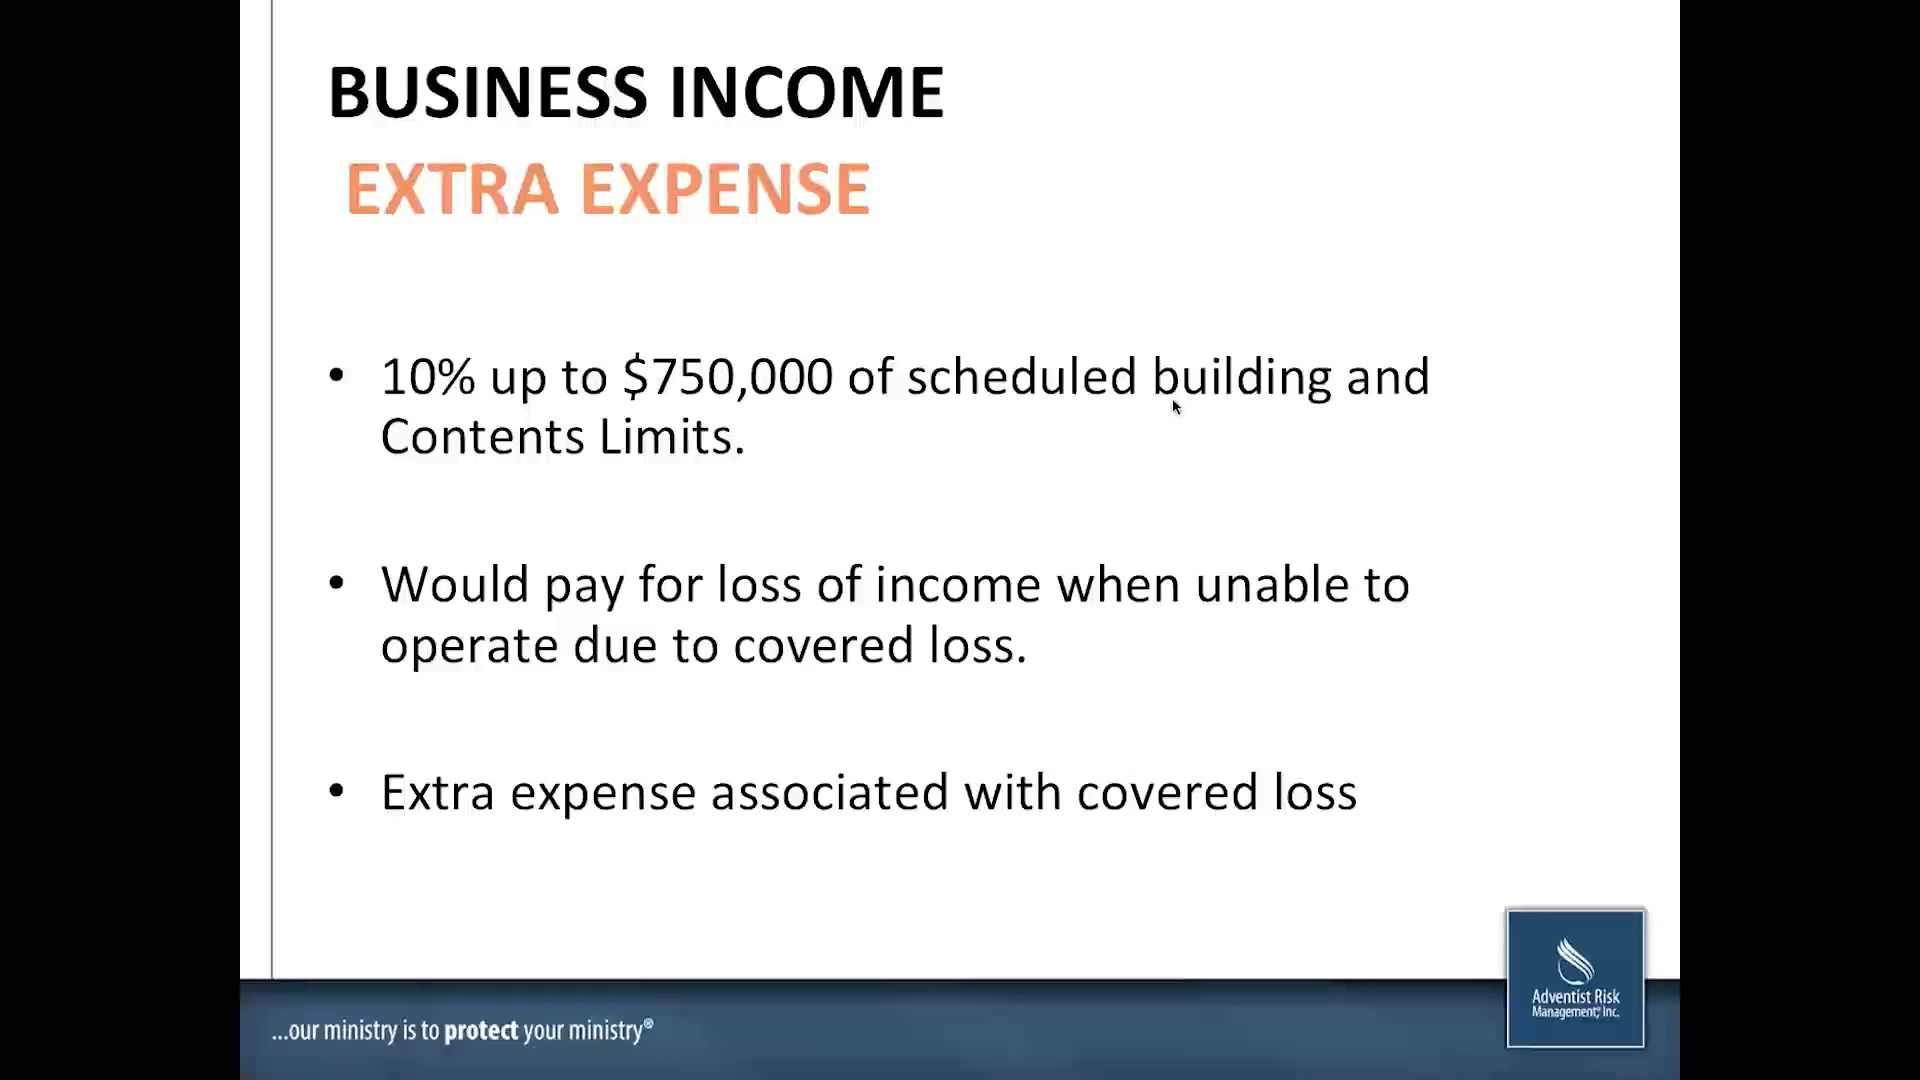 BUSINESS INCOME
EXTRA EXPENSE
• 10% up to $750,000 of scheduled building and
Contents Limits.
• Would pay for loss of income when unable to
operate due to covered loss.
• Extra expense associated with covered loss
Adventist Risk
Management, Inc.
...our ministry is to protect your ministry®